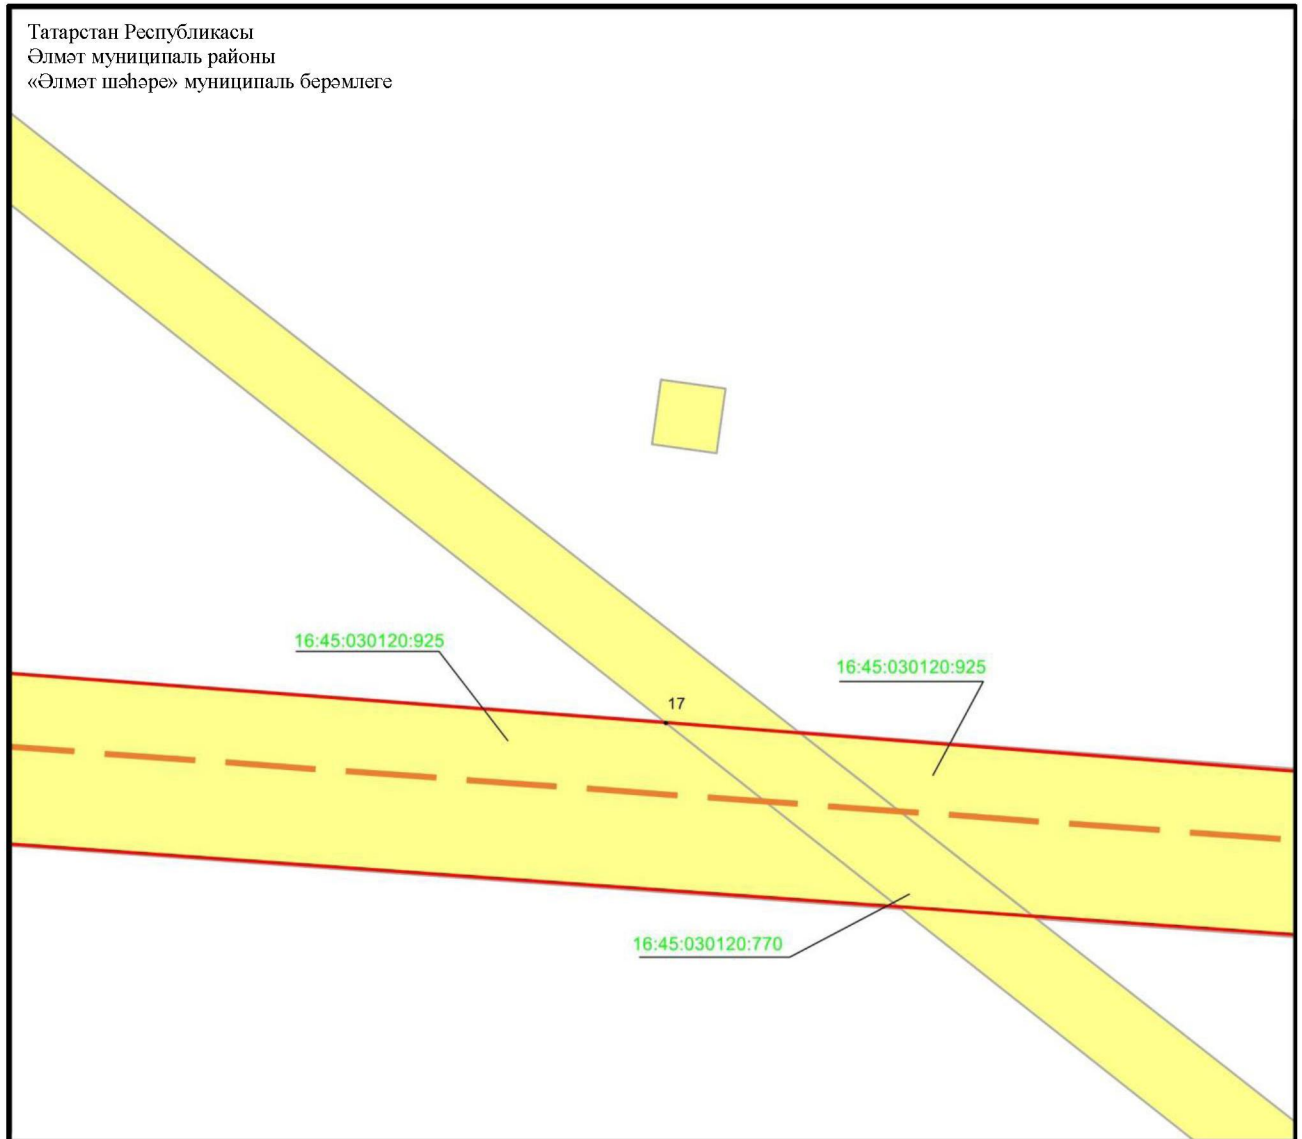 Татарстан Республикасы
Әлмәт муниципаль районы
«Әлмәт шәһәре» муниципаль берәмлеге
16:45:030120:925
16:45:030120:925
17
16:45:030120:770